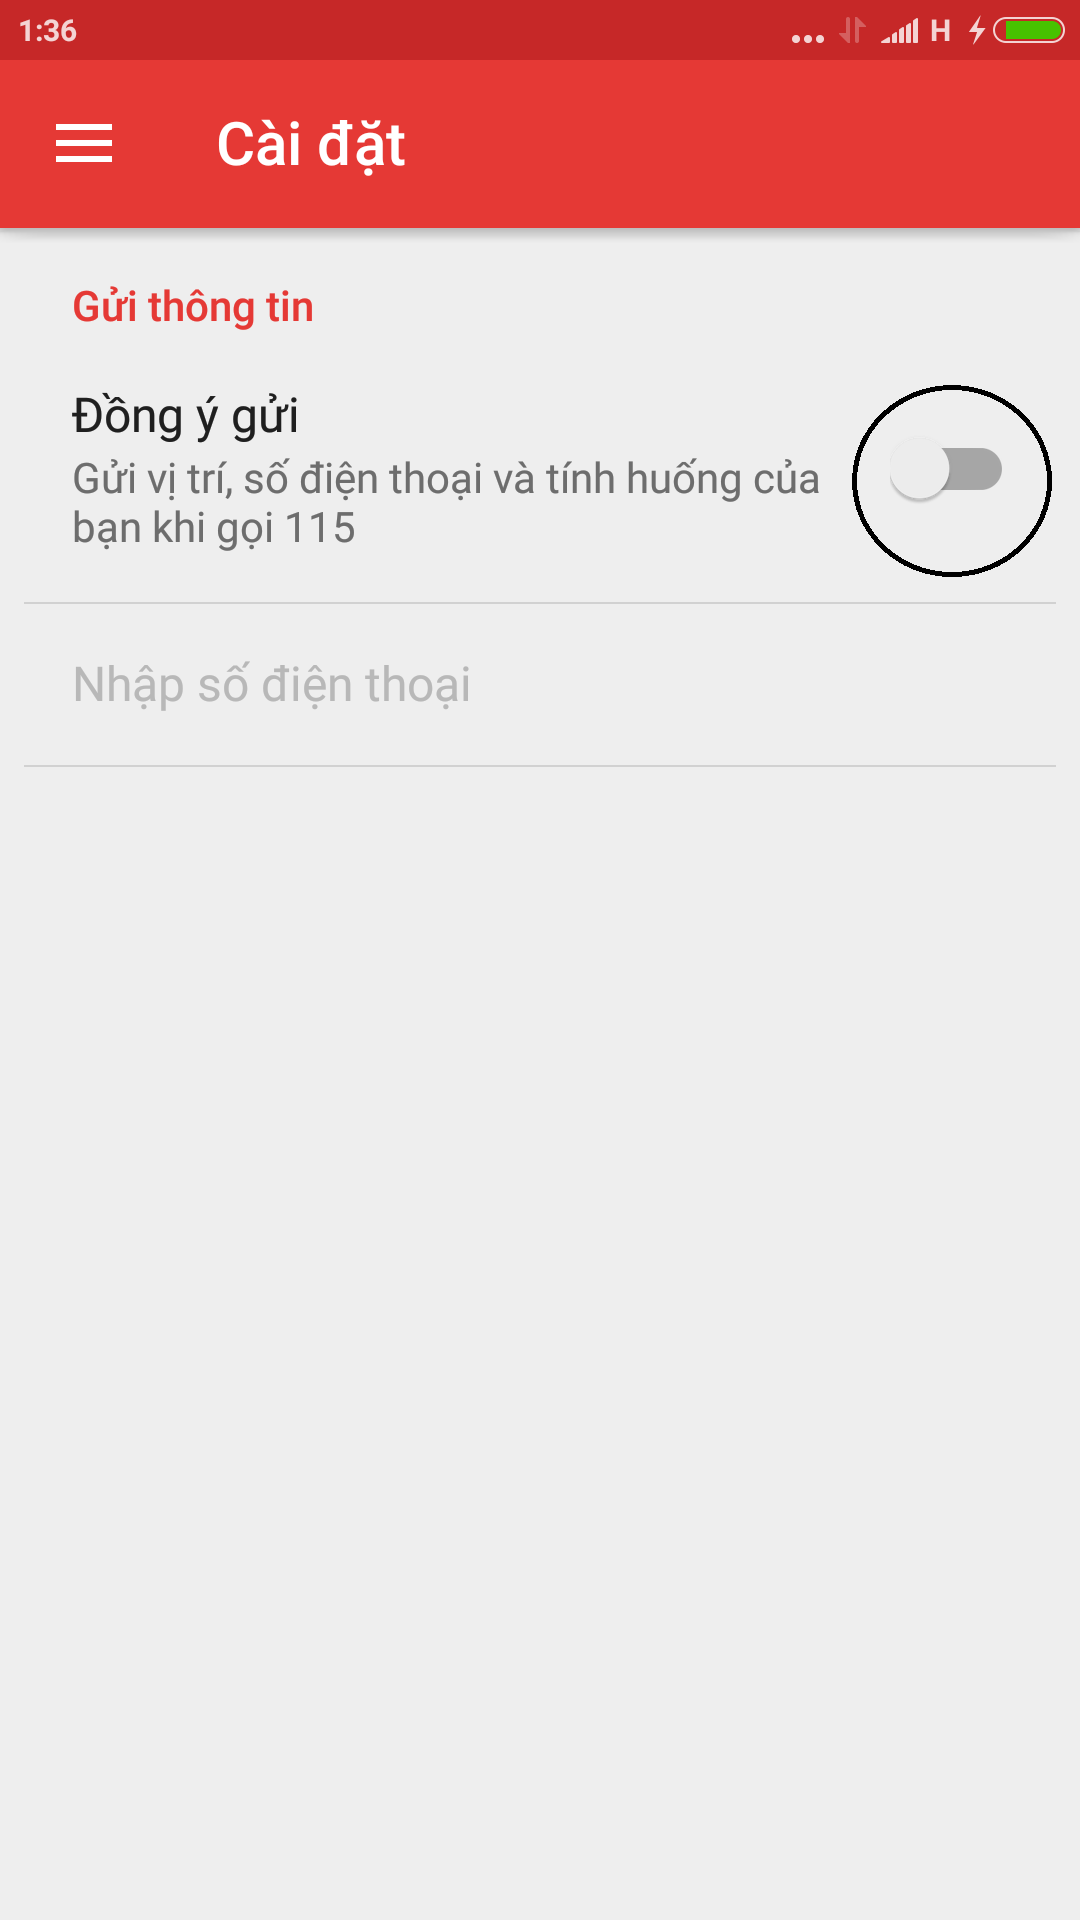 1:36
H
Cài đặt
Gửi thông tin
Đồng ý gửi
Gửi vị trí, số điện thoại và tính huống của
bạn khi gọi 115
Nhập số điện thoại